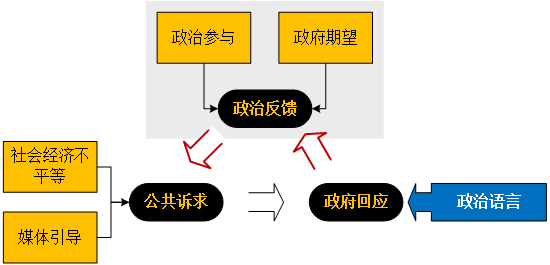 政治参与
政府期望
政治反馈
社会经济不
平等
公共诉求
政府回应
政治语言
媒体引导